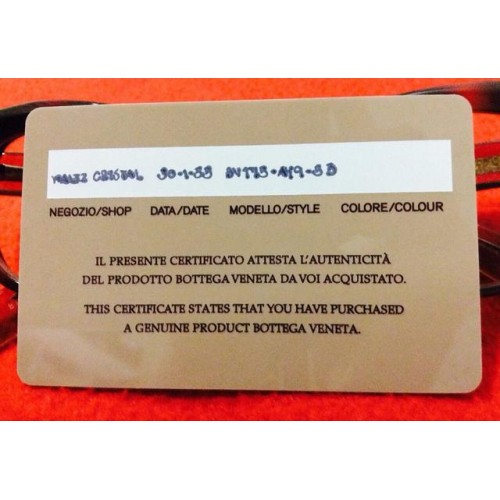 NEGOZIO/SHOP DATA/DATE MODELLO/STYLE COLORE/COLOUR
IL PRESENTE CERTIFICATO ATTESTA L'AUTENTICITÀ
DEL PRODOTTO BOTTEGA VENETA DA VOI ACQUISTATO.
THIS CERTIFICATE STATES THAT YOU HAVE PURCHASED
A GENUINE PRODUCT BOTTEGA VENETA.